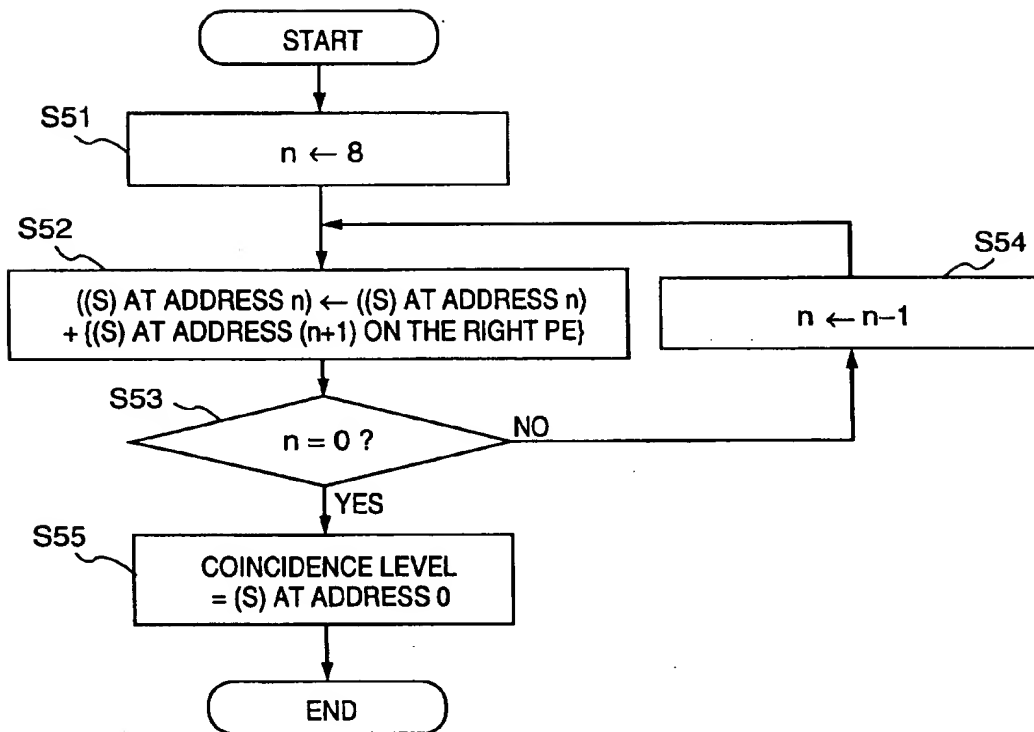 START
S51
n ← 8
S52
((S) AT ADDRESS n) ← ((S) AT ADDRESS n)
+ {(S) AT ADDRESS (n+1) ON THE RIGHT PE}
S54
n ← n–1
S53
n = 0 ?
NO
YES
S55
COINCIDENCE LEVEL
= (S) AT ADDRESS 0
END